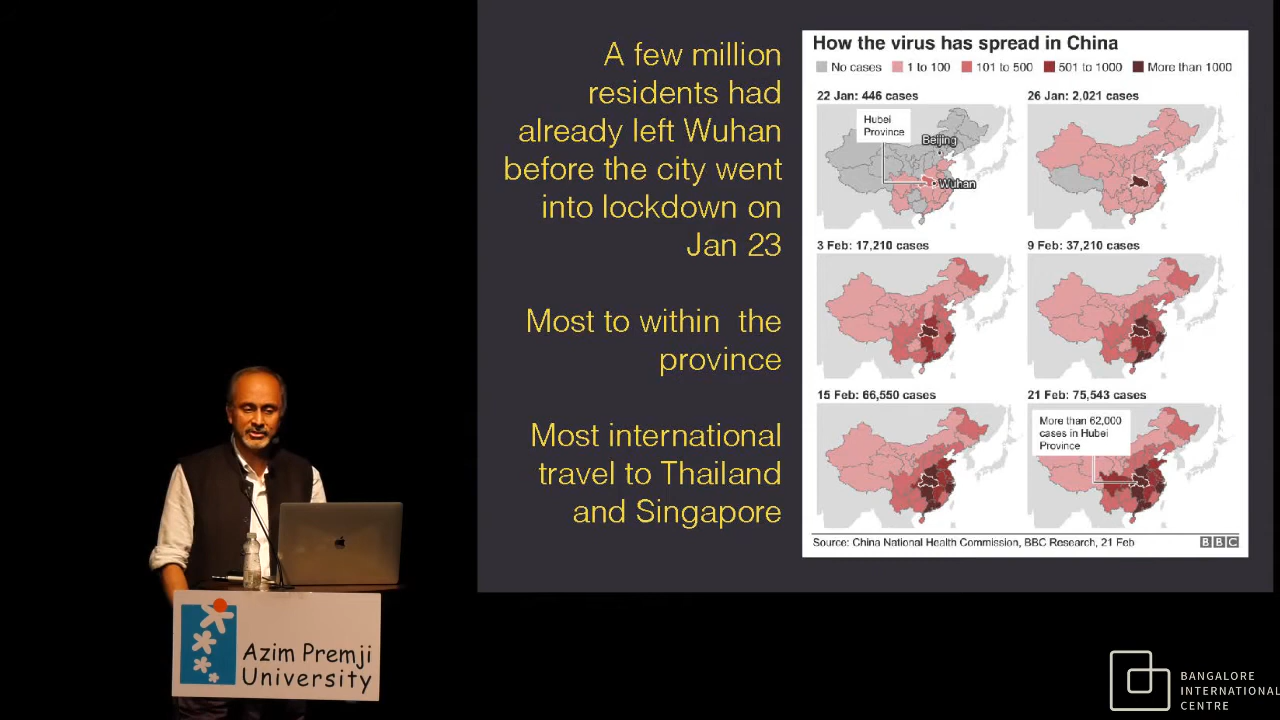 A few million
residents had
already left Wuhan
before the city went
into lockdown on
Jan 23
Most to within the
province
Most international
travel to Thailand
and Singapore
How the virus has spread in China
No cases 1 to 100 101 to 500 501 to 1000 More than 1000
22 Jan: 446 cases
Hubei
Province
Beijing
Wuhan
26 Jan: 2,021 cases
3 Feb: 17,210 cases
9 Feb: 37,210 cases
15 Feb: 66,550 cases
21 Feb: 75,543 cases
More than 62,000
cases in Hubei
Province
Source: China National Health Commission, BBC Research, 21 Feb
BBC
Azim Premji
University
BANGALORE
INTERNATIONAL
CENTRE